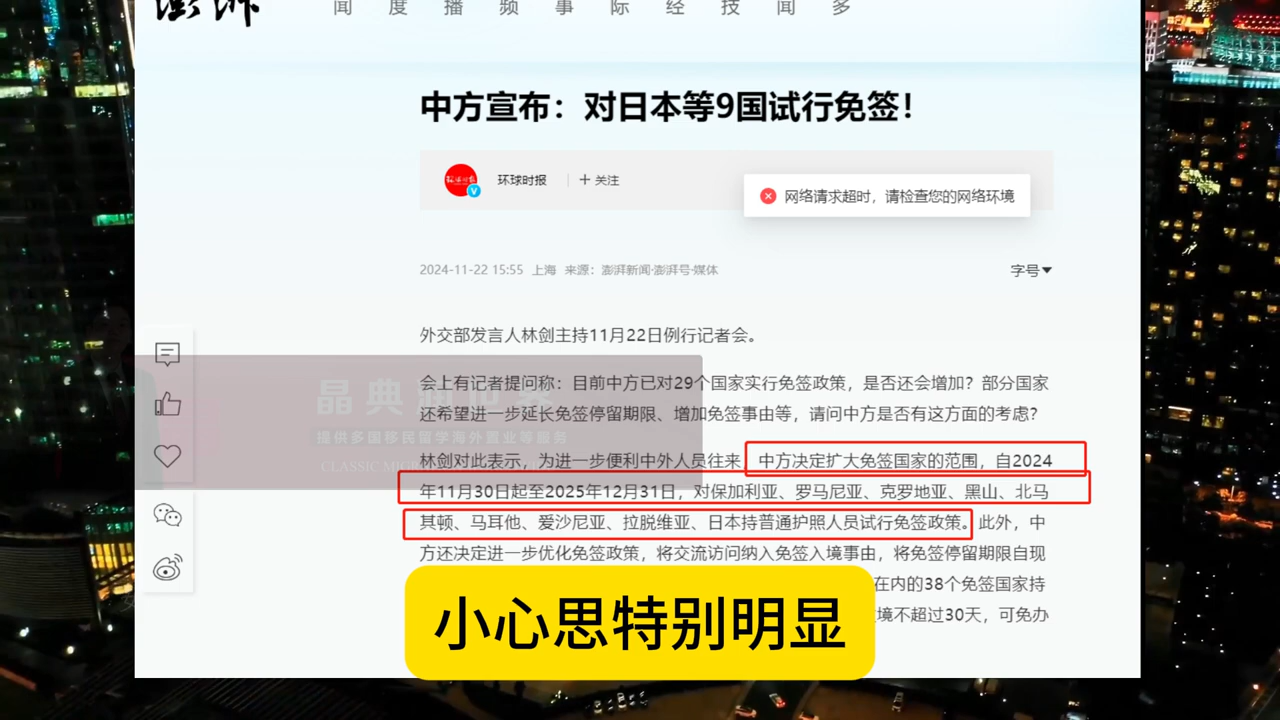 澎湃
闻 度 播 频 事 际 经 技 闻 多
中方宣布：对日本等9国试行免签！
环球时报 + 关注
网络请求超时，请检查您的网络环境
2024-11-22 15:55 上海 来源：澎湃新闻·澎湃号·媒体
字号
外交部发言人林剑主持11月22日例行记者会。
会上有记者提问称：目前中方已对29个国家实行免签政策，是否还会增加？部分国家
还希望进一步延长免签停留期限、增加免签事由等，请问中方是否有这方面的考虑？
提供多国移民留学海外置业等服务
林剑对此表示，为进一步便利中外人员往来，中方决定扩大免签国家的范围，自2024
年11月30日起至2025年12月31日，对保加利亚、罗马尼亚、克罗地亚、黑山、北马
其顿、马耳他、爱沙尼亚、拉脱维亚、日本持普通护照人员试行免签政策。此外，中
方还决定进一步优化免签政策，将交流访问纳入免签入境事由，将免签停留期限自现
在内的38个免签国家持
境不超过30天，可免办
小心思特别明显